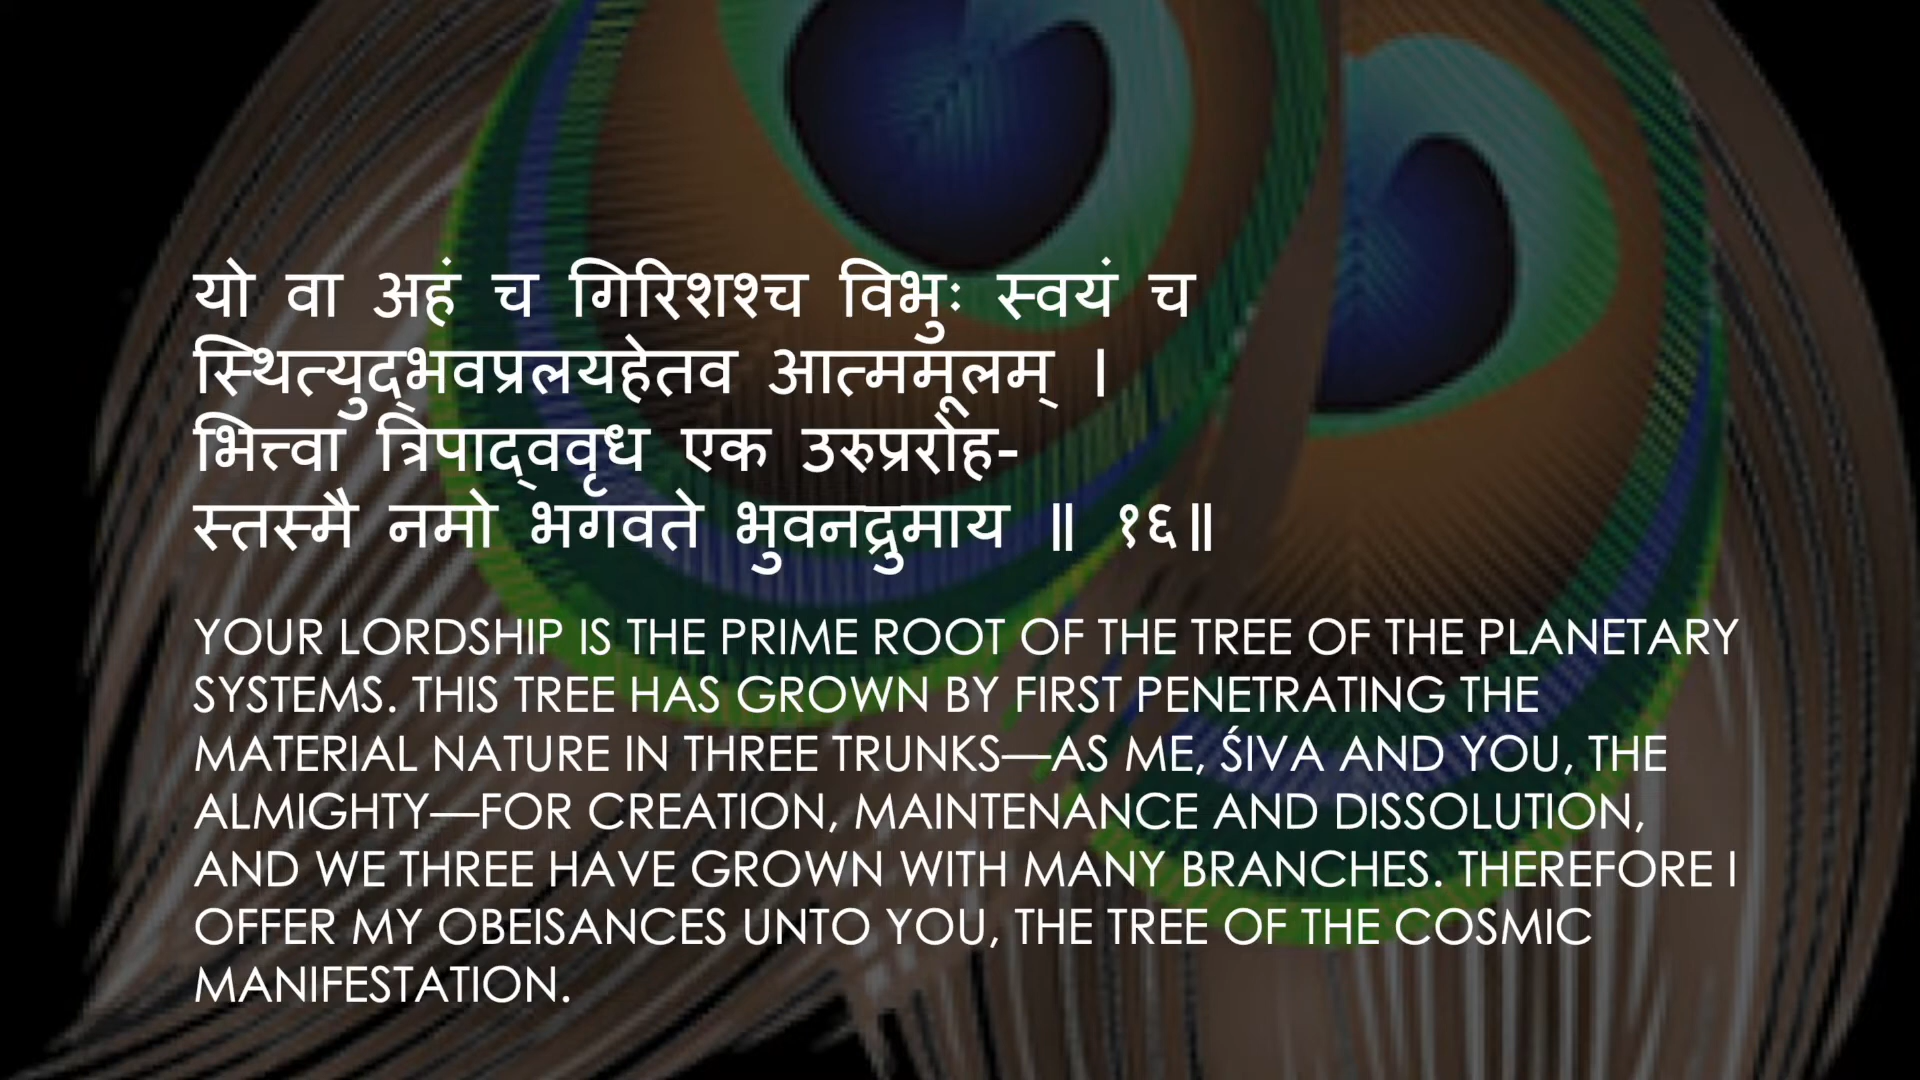 यो वा अहं च गिरिशश्च विभुः स्वयं च
स्थित्युद्भवप्रलयहेतव आत्ममूलम् ।
भित्त्वा त्रिपाद्ववृध एक उरुप्ररोह-
स्तस्मै नमो भगवते भुवनद्रुमाय ॥ १६॥
YOUR LORDSHIP IS THE PRIME ROOT OF THE TREE OF THE PLANETARY
SYSTEMS. THIS TREE HAS GROWN BY FIRST PENETRATING THE
MATERIAL NATURE IN THREE TRUNKS—AS ME, ŚIVA AND YOU, THE
ALMIGHTY—FOR CREATION, MAINTENANCE AND DISSOLUTION,
AND WE THREE HAVE GROWN WITH MANY BRANCHES. THEREFORE I
OFFER MY OBEISANCES UNTO YOU, THE TREE OF THE COSMIC
MANIFESTATION.